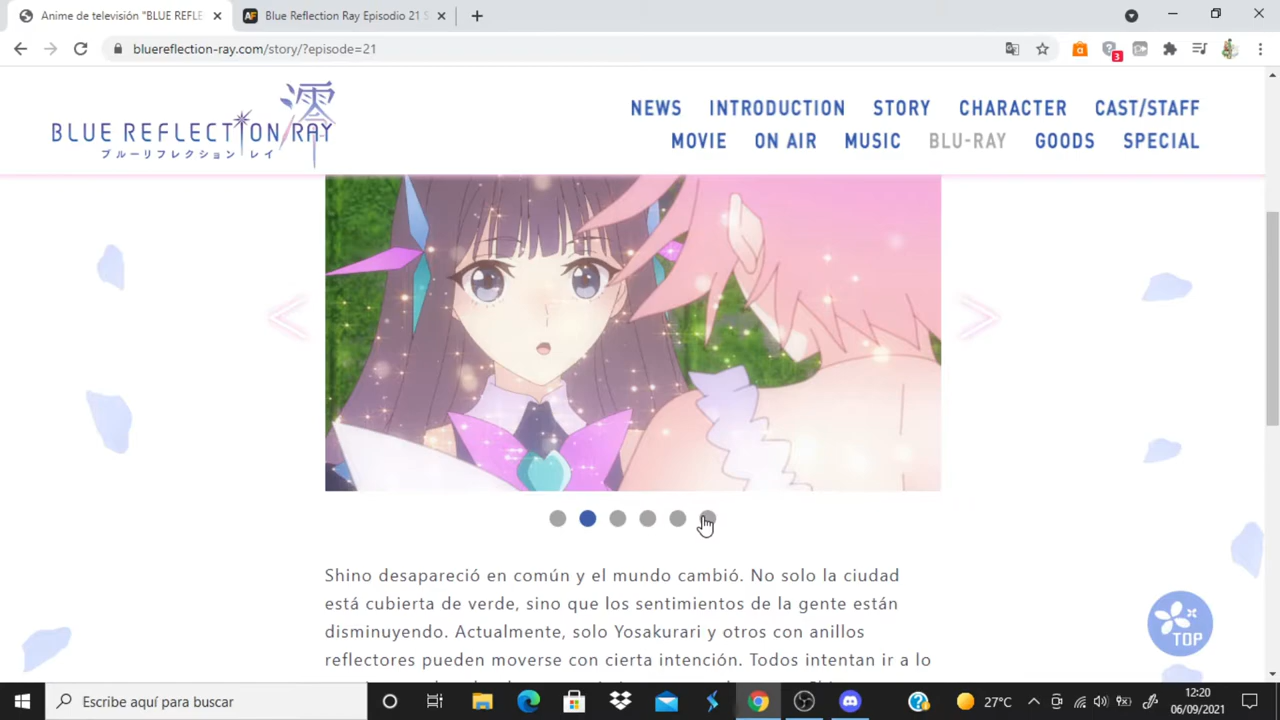 Anime de televisión "BLUE REFLE
Blue Reflection Ray Episodio 21 S
bluereflection-ray.com/story/?episode=21
3
澪
BLUE REFLECTION RAY
ブルーリフレクション レイ
NEWS INTRODUCTION STORY CHARACTER CAST/STAFF
MOVIE ON AIR MUSIC BLU-RAY GOODS SPECIAL
Shino desapareció en común y el mundo cambió. No solo la ciudad
está cubierta de verde, sino que los sentimientos de la gente están
disminuyendo. Actualmente, solo Yosakurari y otros con anillos
reflectores pueden moverse con cierta intención. Todos intentan ir a lo
TOP
Escribe aquí para buscar
27°C
12:20
06/09/2021